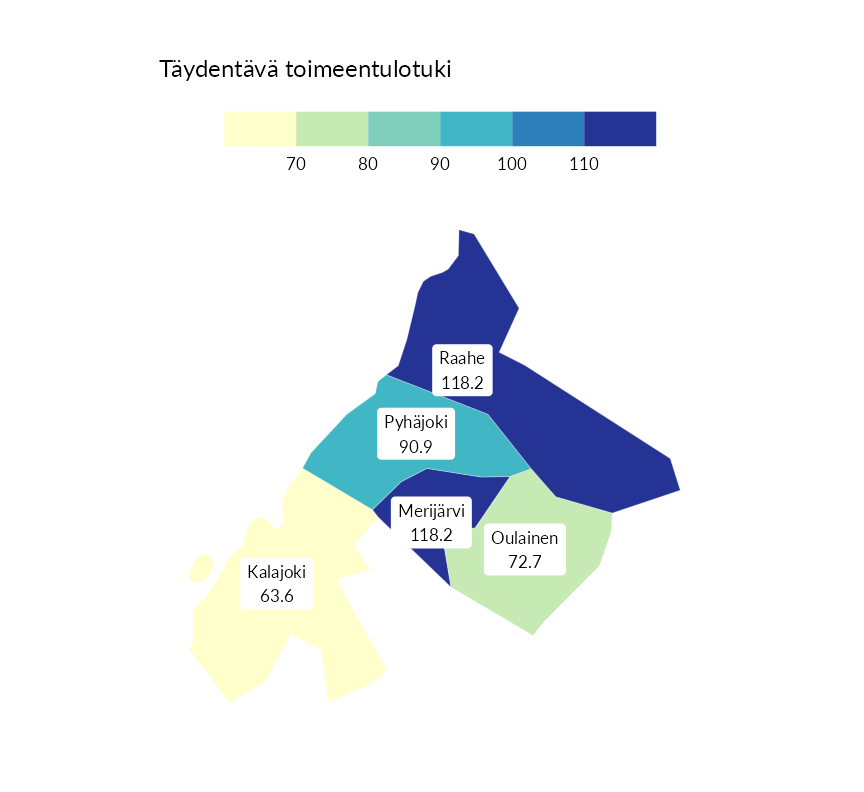 Täydentävä toimeentulotuki
70 80 90 100 110
Raahe
118.2
Pyhäjoki
90.9
Merijärvi
118.2
Oulainen
72.7
Kalajoki
63.6